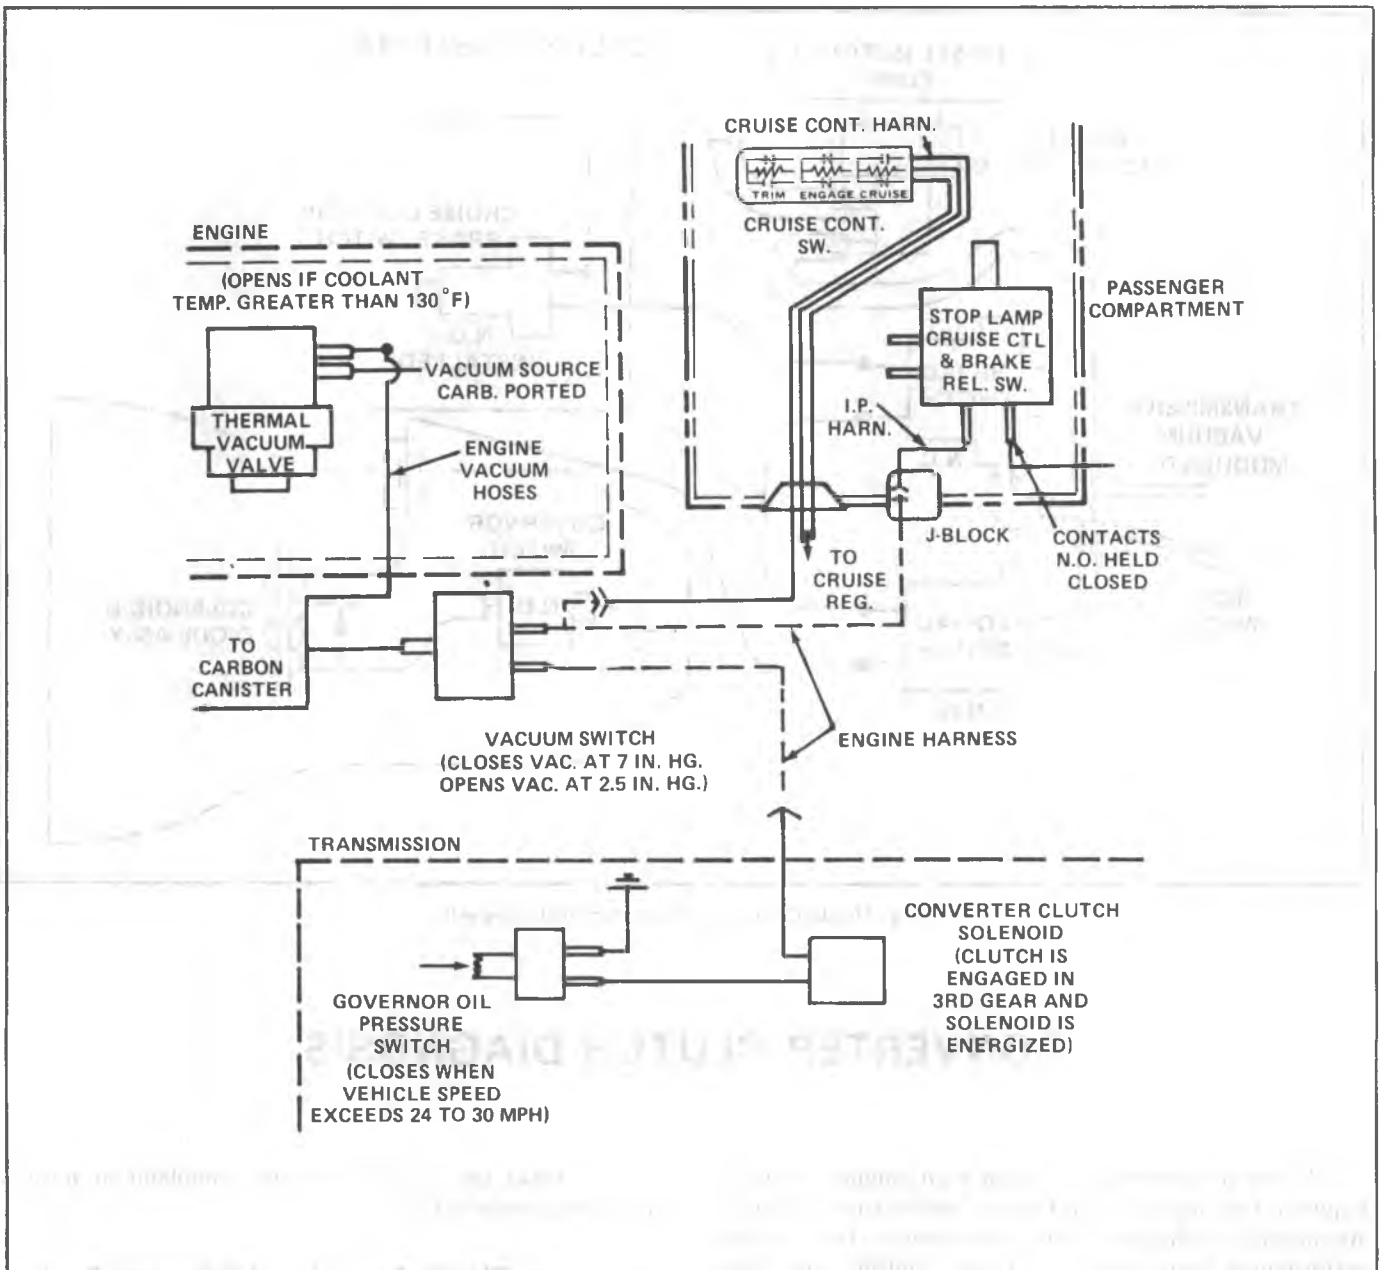 CRUISE CONT. HARN.
TRIM ENGAGE CRUISE
CRUISE CONT.
SW.
ENGINE
(OPENS IF COOLANT
TEMP. GREATER THAN 130°F)
PASSENGER
COMPARTMENT
STOP LAMP
CRUISE CTL
& BRAKE
REL. SW.
VACUUM SOURCE
CARB. PORTED
I.P.
HARN.
THERMAL
VACUUM
VALVE
ENGINE
VACUUM
HOSES
J-BLOCK
CONTACTS
N.O. HELD
CLOSED
TO
CRUISE
REG.
TO
CARBON
CANISTER
VACUUM SWITCH
(CLOSES VAC. AT 7 IN. HG.
OPENS VAC. AT 2.5 IN. HG.)
ENGINE HARNESS
TRANSMISSION
CONVERTER CLUTCH
SOLENOID
(CLUTCH IS
ENGAGED IN
3RD GEAR AND
SOLENOID IS
ENERGIZED)
GOVERNOR OIL
PRESSURE
SWITCH
(CLOSES WHEN
VEHICLE SPEED
EXCEEDS 24 TO 30 MPH)